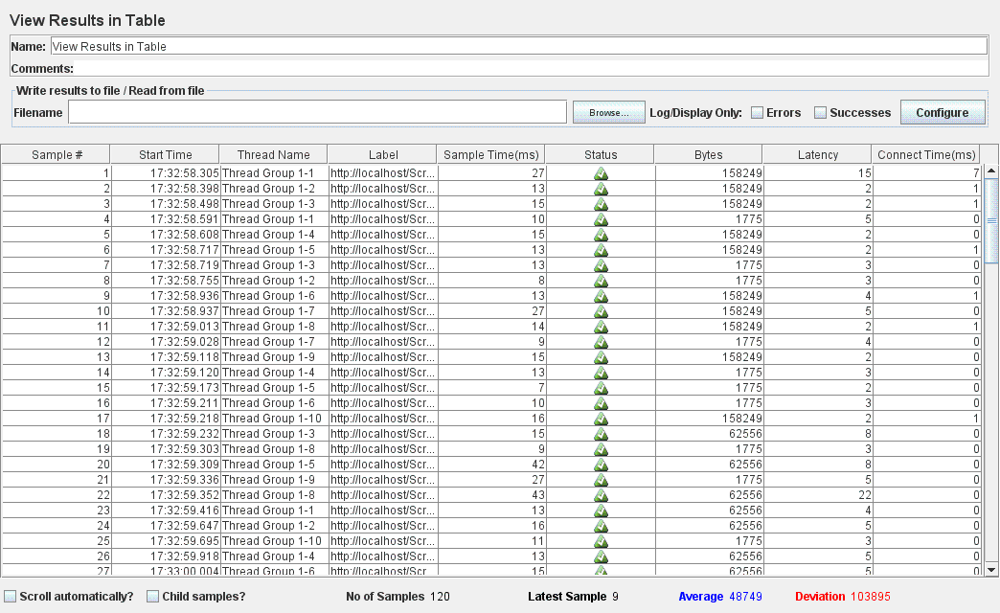 View Results in Table
Name: View Results in Table
Comments:
Write results to file / Read from file
Filename Browse... Log/Display Only: Errors Successes Configure
Sample # Start Time Thread Name Label Sample Time(ms) Status Bytes Latency Connect Time(ms)
1 17:32:58.305 Thread Group 1-1 http://localhost/Scr... 27 158249 15 7
2 17:32:58.398 Thread Group 1-2 http://localhost/Scr... 13 158249 2 1
3 17:32:58.498 Thread Group 1-3 http://localhost/Scr... 15 158249 2 1
4 17:32:58.591 Thread Group 1-1 http://localhost/Scr... 10 1775 5 0
5 17:32:58.608 Thread Group 1-4 http://localhost/Scr... 15 158249 2 0
6 17:32:58.717 Thread Group 1-5 http://localhost/Scr... 13 158249 2 1
7 17:32:58.719 Thread Group 1-3 http://localhost/Scr... 13 1775 3 0
8 17:32:58.755 Thread Group 1-2 http://localhost/Scr... 8 1775 3 0
9 17:32:58.936 Thread Group 1-6 http://localhost/Scr... 13 158249 4 1
10 17:32:58.937 Thread Group 1-7 http://localhost/Scr... 27 158249 5 0
11 17:32:59.013 Thread Group 1-8 http://localhost/Scr... 14 158249 2 1
12 17:32:59.028 Thread Group 1-7 http://localhost/Scr... 9 1775 4 0
13 17:32:59.118 Thread Group 1-9 http://localhost/Scr... 15 158249 2 0
14 17:32:59.120 Thread Group 1-4 http://localhost/Scr... 13 1775 3 0
15 17:32:59.173 Thread Group 1-5 http://localhost/Scr... 7 1775 2 0
16 17:32:59.211 Thread Group 1-6 http://localhost/Scr... 10 1775 3 0
17 17:32:59.218 Thread Group 1-10 http://localhost/Scr... 16 158249 2 1
18 17:32:59.232 Thread Group 1-3 http://localhost/Scr... 15 62556 8 0
19 17:32:59.303 Thread Group 1-8 http://localhost/Scr... 9 1775 3 0
20 17:32:59.309 Thread Group 1-5 http://localhost/Scr... 42 62556 8 0
21 17:32:59.336 Thread Group 1-9 http://localhost/Scr... 27 1775 5 0
22 17:32:59.352 Thread Group 1-8 http://localhost/Scr... 43 62556 22 0
23 17:32:59.416 Thread Group 1-1 http://localhost/Scr... 13 62556 4 0
24 17:32:59.647 Thread Group 1-2 http://localhost/Scr... 16 62556 5 0
25 17:32:59.695 Thread Group 1-10 http://localhost/Scr... 11 1775 3 0
26 17:32:59.918 Thread Group 1-4 http://localhost/Scr... 13 62556 5 0
27 17:33:00.004 Thread Group 1-6 http://localhost/Scr... 15 62556 5 0
Scroll automatically? Child samples? No of Samples 120 Latest Sample 9 Average 48749 Deviation 103895